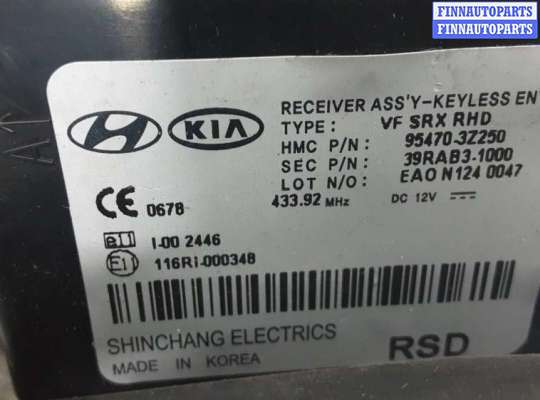 FINNAUTOPARTS
FINNAUTOPARTS
KIA
RECEIVER ASS'Y-KEYLESS EN
TYPE : VF SRX RHD
HMC P/N : 95470-3Z250
SEC P/N : 39RAB3-1000
LOT N/O : EAO N124 0047
433.92 MHz DC 12V
CE 0678
e11 I-00 2446
E11 116RI-000348
SHINCHANG ELECTRICS
MADE IN KOREA
RSD